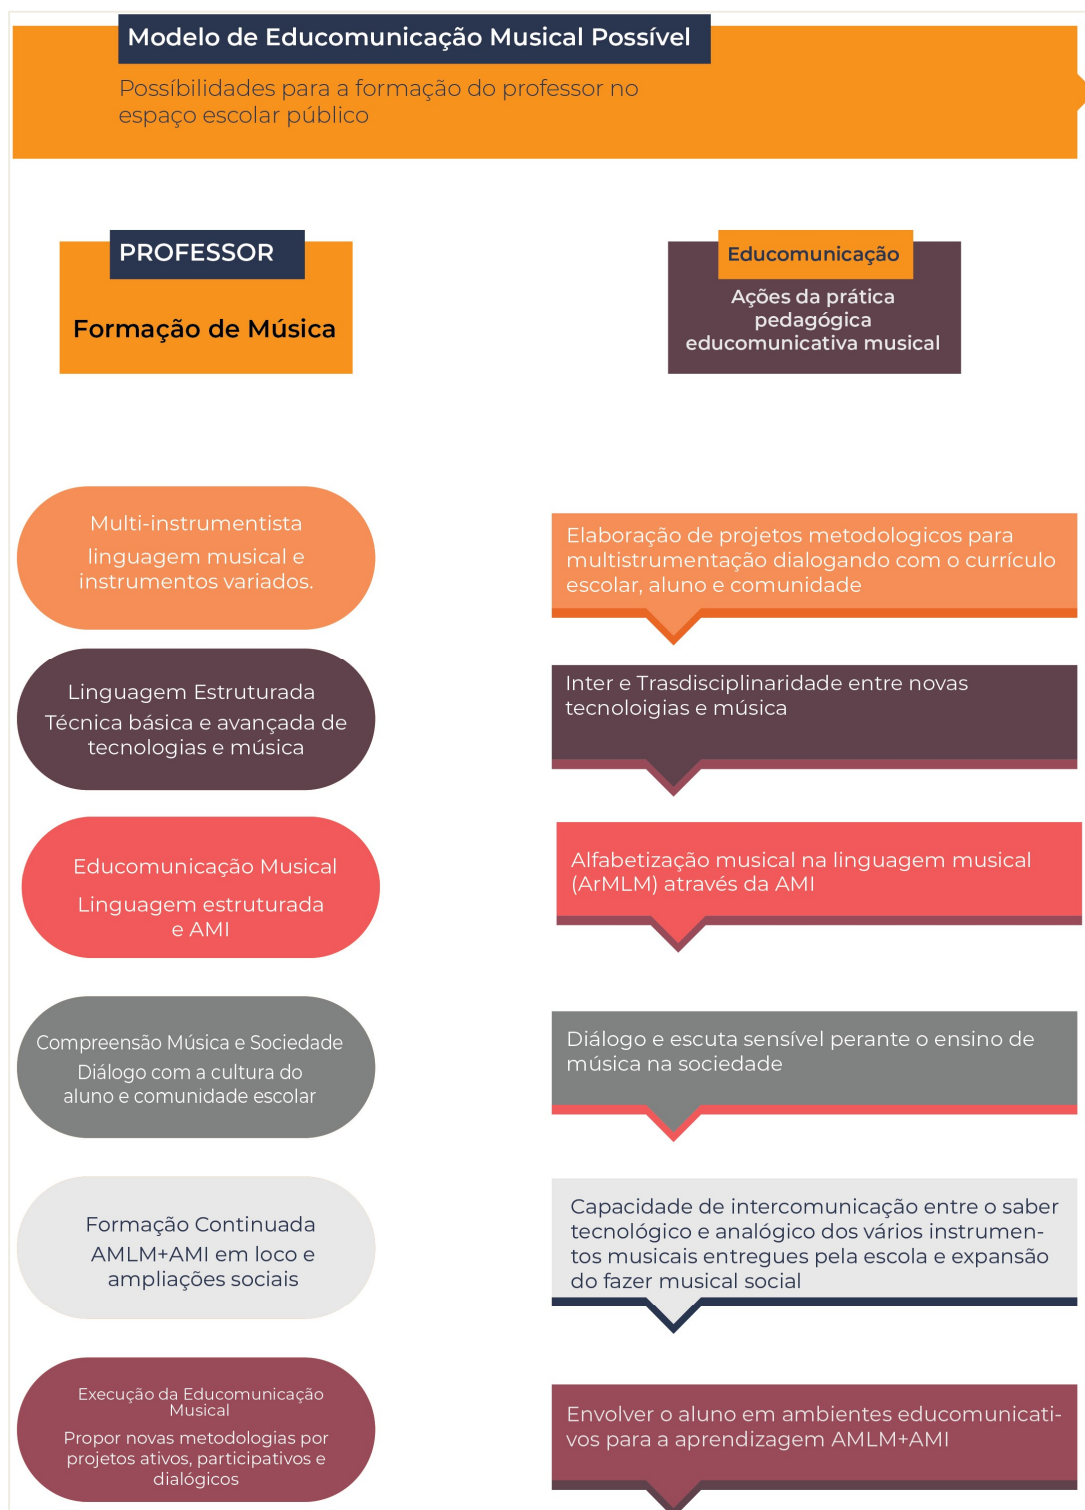 Modelo de Educomunicação Musical Possível
Possíbilidades para a formação do professor no
espaço escolar público
PROFESSOR
Formação de Música
Educomunicação
Ações da prática
pedagógica
educomunicativa musical
Multi-instrumentista
linguagem musical e
instrumentos variados.
Elaboração de projetos metodologicos para
multistrumentação dialogando com o currículo
escolar, aluno e comunidade
Linguagem Estruturada
Técnica básica e avançada de
tecnologias e música
Inter e Trasdisciplinaridade entre novas
tecnoloigias e música
Educomunicação Musical
Linguagem estruturada
e AMI
Alfabetização musical na linguagem musical
(ArMLM) através da AMI
Compreensão Música e Sociedade
Diálogo com a cultura do
aluno e comunidade escolar
Diálogo e escuta sensível perante o ensino de
música na sociedade
Formação Continuada
AMLM+AMI em loco e
ampliações sociais
Capacidade de intercomunicação entre o saber
tecnológico e analógico dos vários instrumen-
tos musicais entregues pela escola e expansão
do fazer musical social
Execução da Educomunicação
Musical
Propor novas metodologias por
projetos ativos, participativos e
dialógicos
Envolver o aluno em ambientes educomunicati-
vos para a aprendizagem AMLM+AMI